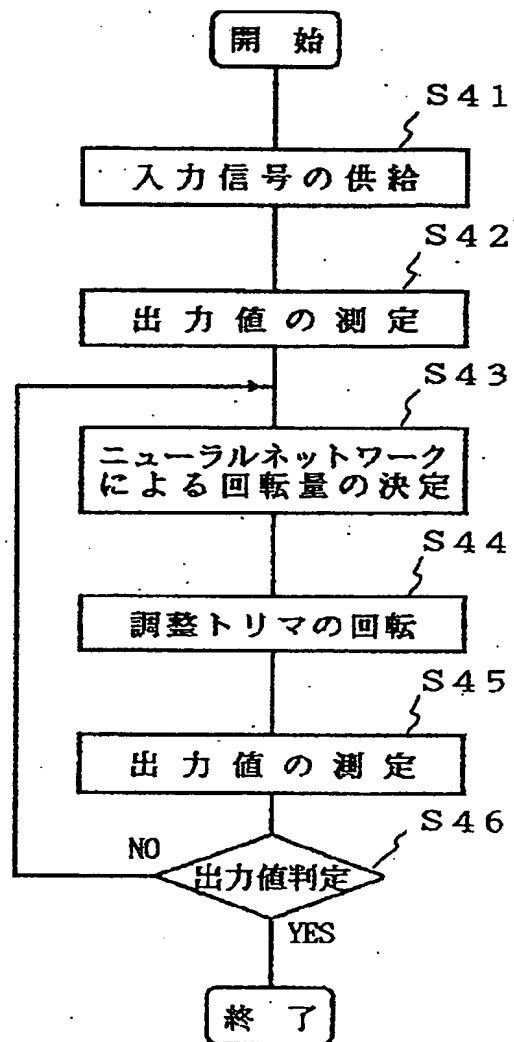 開始
S41
入力信号の供給
S42
出力値の測定
S43
ニューラルネットワーク
による回転量の決定
S44
調整トリマの回転
S45
出力値の測定
S46
NO
出力値判定
YES
終了